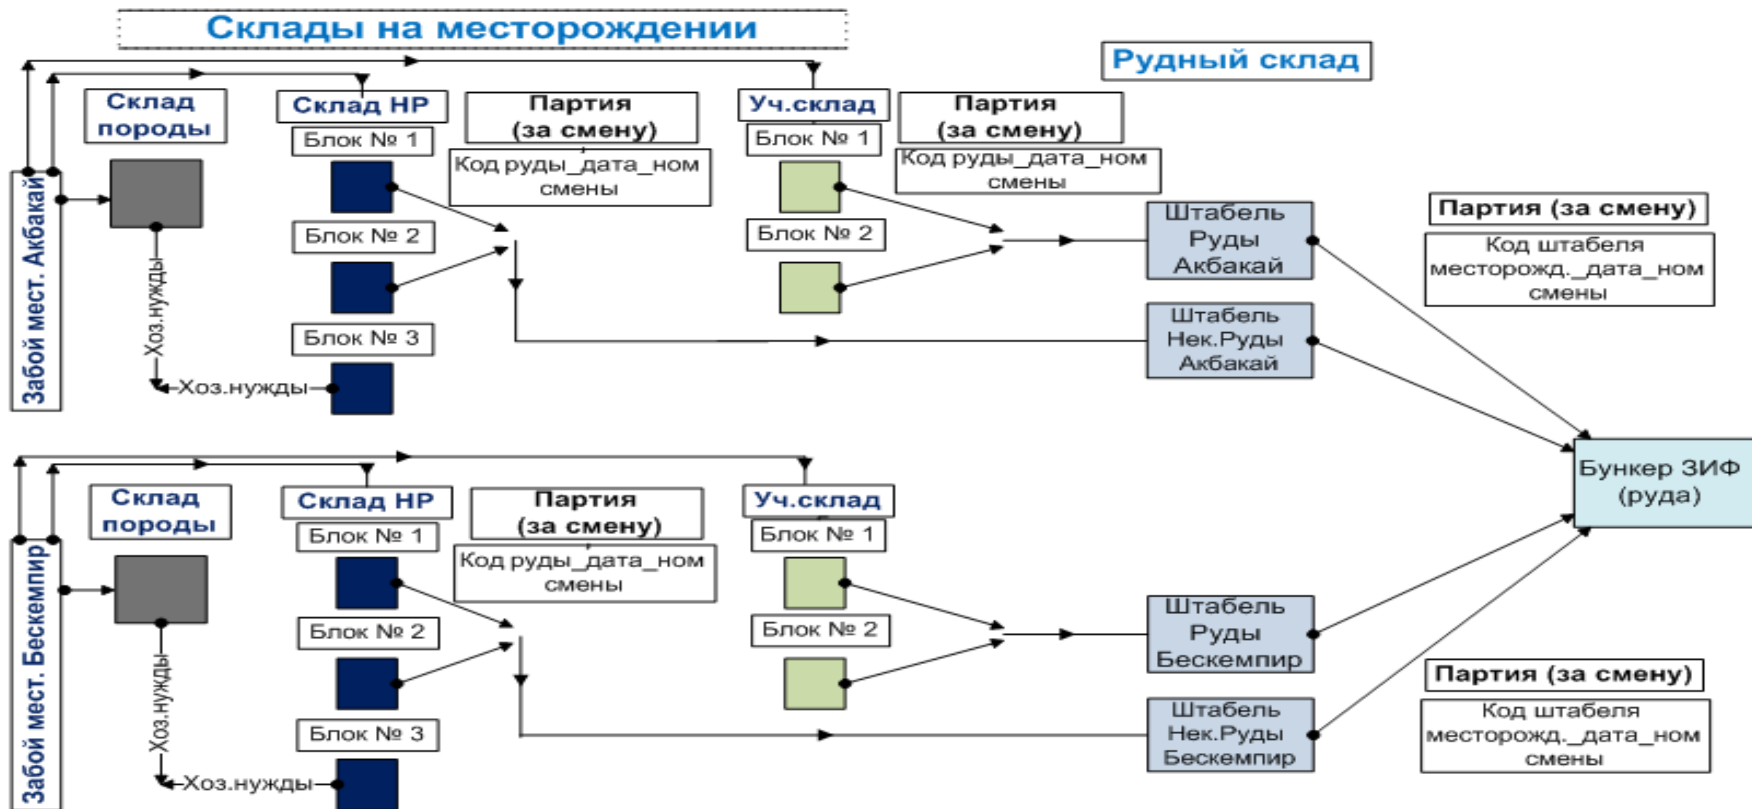 Склады на месторождении
Рудный склад
Забой мест. Акбакай
Склад
породы
Склад НР
Партия
(за смену)
Уч.склад
Партия
(за смену)
Блок № 1
Код руды_дата_ном
смены
Блок № 1
Код руды_дата_ном
смены
Блок № 2
Блок № 2
Блок № 3
Хоз.нужды
Хоз.нужды
Штабель
Руды
Акбакай
Штабель
Нек.Руды
Акбакай
Партия (за смену)
Код штабеля
месторожд._дата_ном
смены
Бункер ЗИФ
(руда)
Забой мест. Бескемпир
Склад
породы
Склад НР
Партия
(за смену)
Уч.склад
Блок № 1
Код руды_дата_ном
смены
Блок № 1
Блок № 2
Блок № 2
Блок № 3
Хоз.нужды
Хоз.нужды
Штабель
Руды
Бескемпир
Штабель
Нек.Руды
Бескемпир
Партия (за смену)
Код штабеля
месторожд._дата_ном
смены